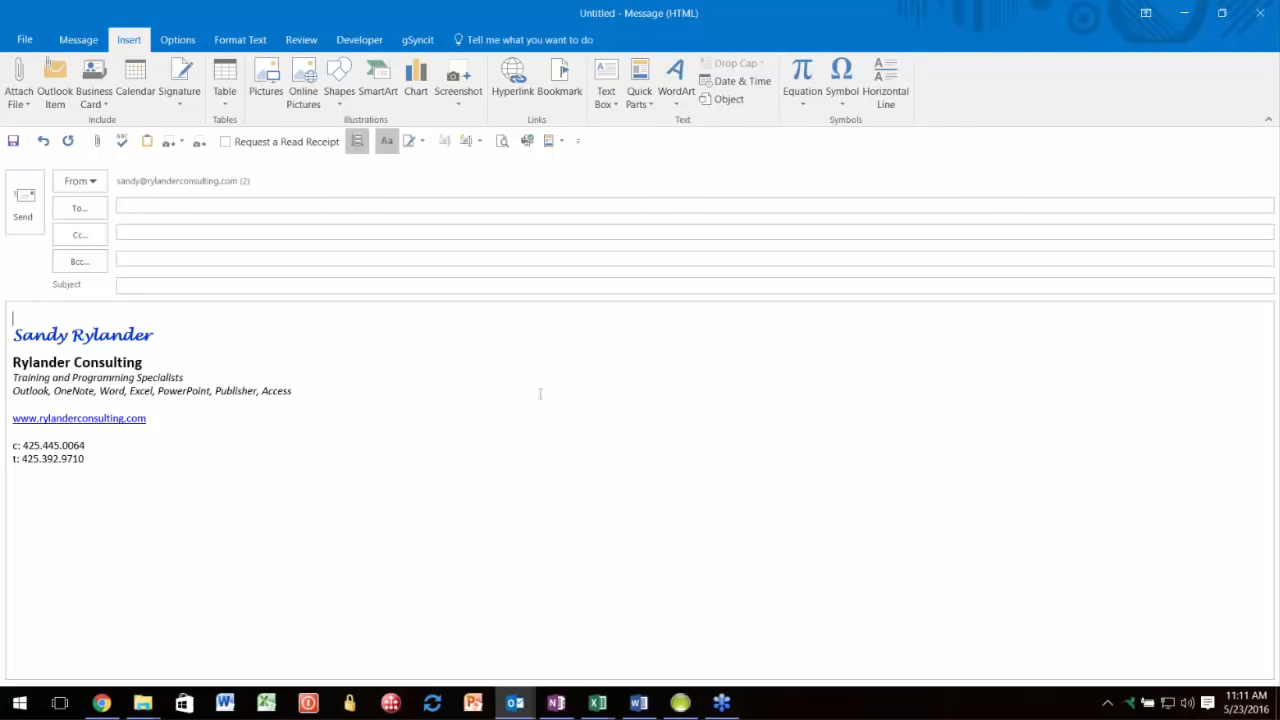 Untitled - Message (HTML)
File Message Insert Options Format Text Review Developer gSyncit Tell me what you want to do
Attach File Outlook Item Business Card Calendar Signature Table Pictures Online Pictures Shapes SmartArt Chart Screenshot Hyperlink Bookmark Text Box Quick Parts WordArt Drop Cap Date & Time Object Equation Symbol Horizontal Line
Include Tables Illustrations Links Text Symbols
Request a Read Receipt
From sandy@rylanderconsulting.com (2)
Send
To...
Cc...
Bcc...
Subject
Sandy Rylander
Rylander Consulting
Training and Programming Specialists
Outlook, OneNote, Word, Excel, PowerPoint, Publisher, Access
www.rylanderconsulting.com
c: 425.445.0064
t: 425.392.9710
11:11 AM
5/23/2016